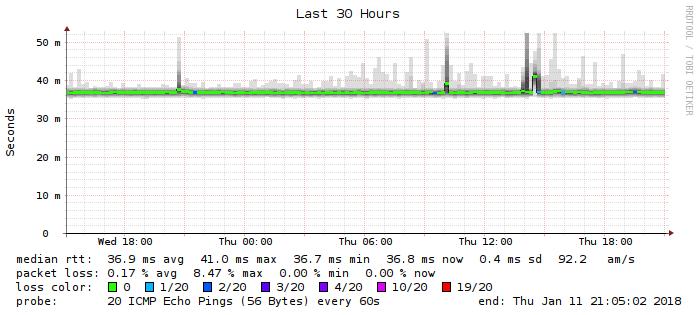 Last 30 Hours
RRDTOOL / TOBI OETIKER
Seconds
50 m
40 m
30 m
20 m
10 m
0
Wed 18:00 Thu 00:00 Thu 06:00 Thu 12:00 Thu 18:00
median rtt: 36.9 ms avg 41.0 ms max 36.7 ms min 36.8 ms now 0.4 ms sd 92.2 am/s
packet loss: 0.17 % avg 8.47 % max 0.00 % min 0.00 % now
loss color: 0 1/20 2/20 3/20 4/20 10/20 19/20
probe: 20 ICMP Echo Pings (56 Bytes) every 60s end: Thu Jan 11 21:05:02 2018